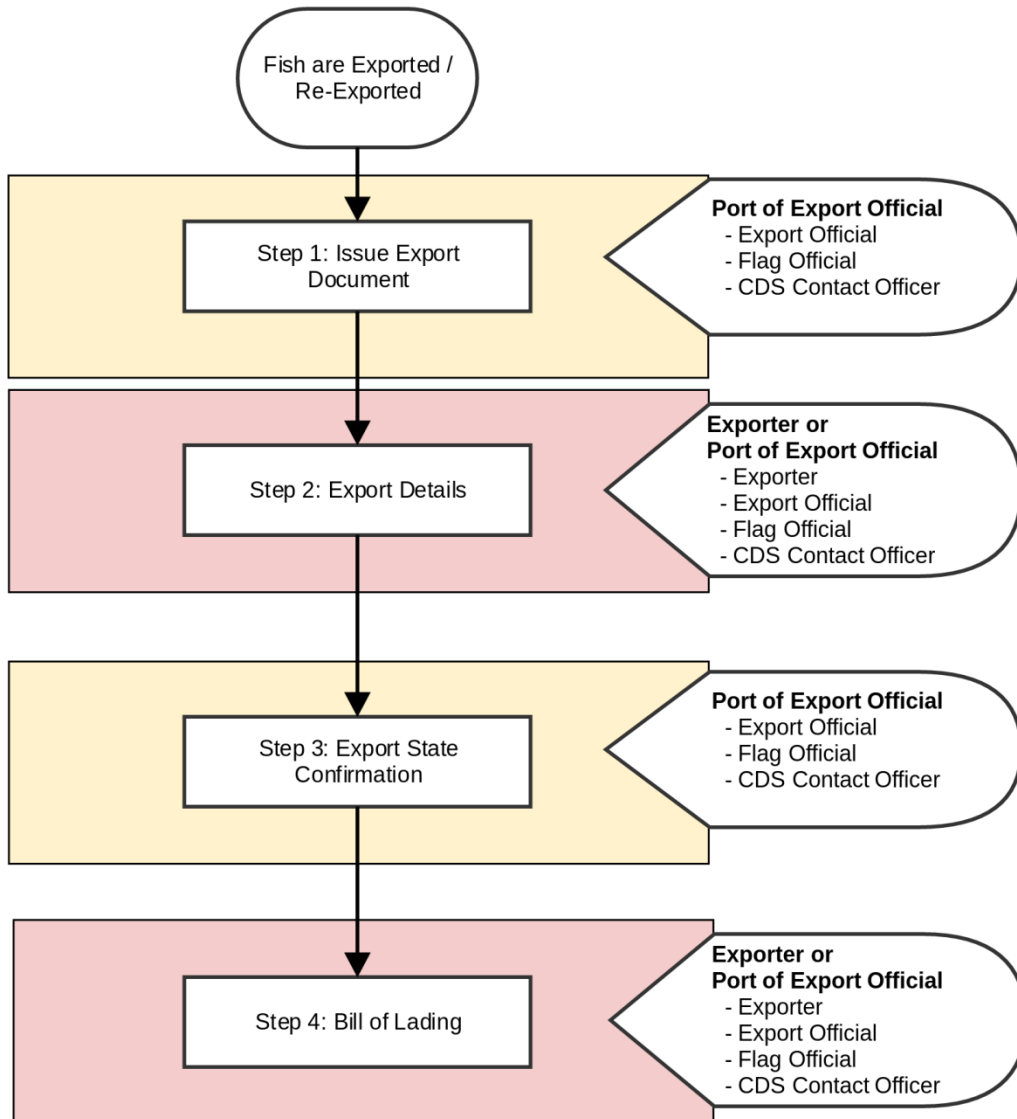 Fish are Exported /
Re-Exported
Step 1: Issue Export
Document
Port of Export Official
- Export Official
- Flag Official
- CDS Contact Officer
Step 2: Export Details
Exporter or
Port of Export Official
- Exporter
- Export Official
- Flag Official
- CDS Contact Officer
Step 3: Export State
Confirmation
Port of Export Official
- Export Official
- Flag Official
- CDS Contact Officer
Step 4: Bill of Lading
Exporter or
Port of Export Official
- Exporter
- Export Official
- Flag Official
- CDS Contact Officer